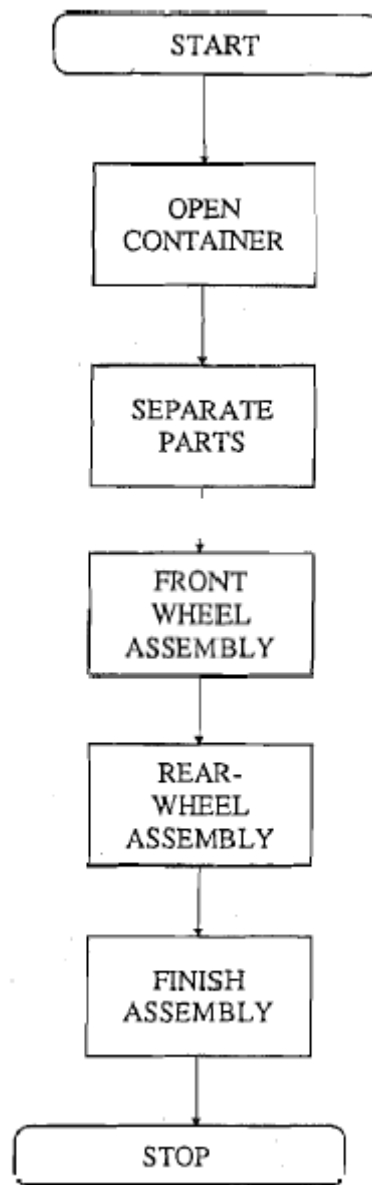 START
OPEN
CONTAINER
SEPARATE
PARTS
FRONT
WHEEL
ASSEMBLY
REAR-
WHEEL
ASSEMBLY
FINISH
ASSEMBLY
STOP